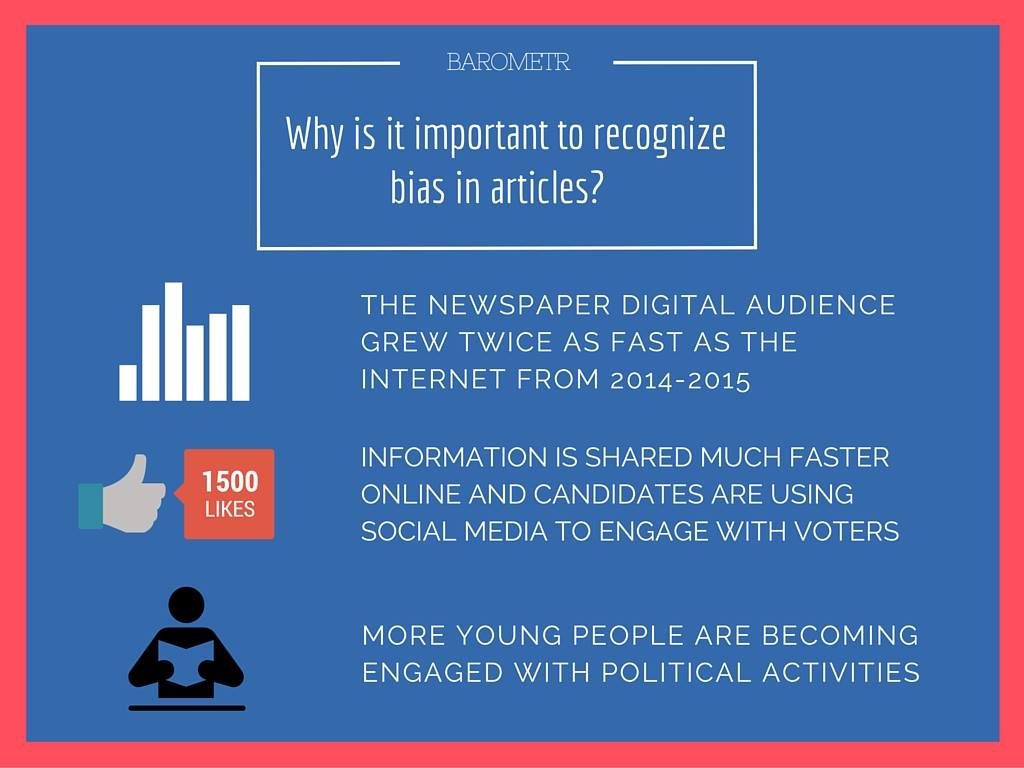 BAROMETR
Why is it important to recognize
bias in articles?
THE NEWSPAPER DIGITAL AUDIENCE
GREW TWICE AS FAST AS THE
INTERNET FROM 2014-2015
1500
LIKES
INFORMATION IS SHARED MUCH FASTER
ONLINE AND CANDIDATES ARE USING
SOCIAL MEDIA TO ENGAGE WITH VOTERS
MORE YOUNG PEOPLE ARE BECOMING
ENGAGED WITH POLITICAL ACTIVITIES